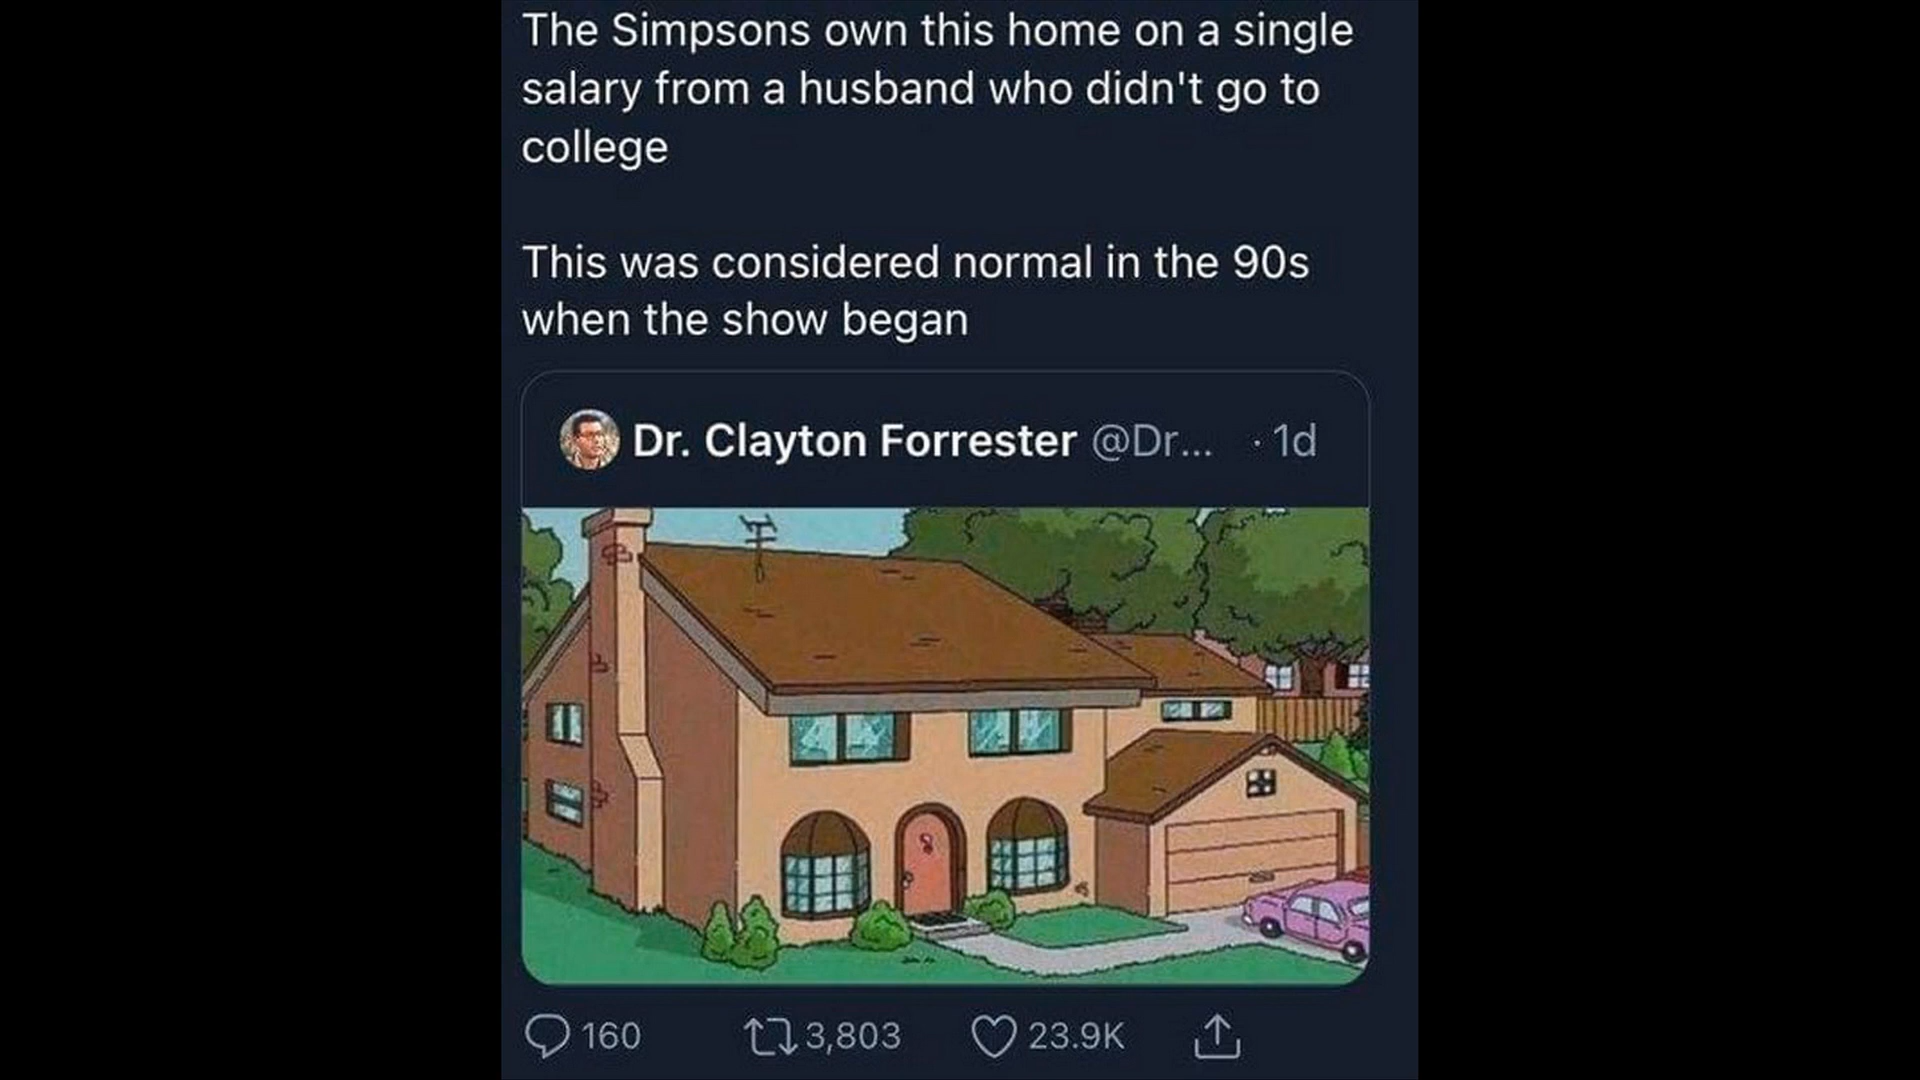 The Simpsons own this home on a single
salary from a husband who didn't go to
college
This was considered normal in the 90s
when the show began
Dr. Clayton Forrester @Dr... · 1d
160 3,803 23.9K